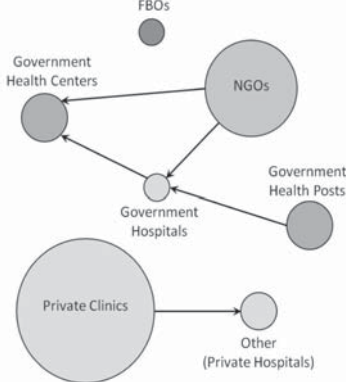 FBOs
Government
Health Centers
NGOs
Government
Health Posts
Government
Hospitals
Private Clinics
Other
(Private Hospitals)